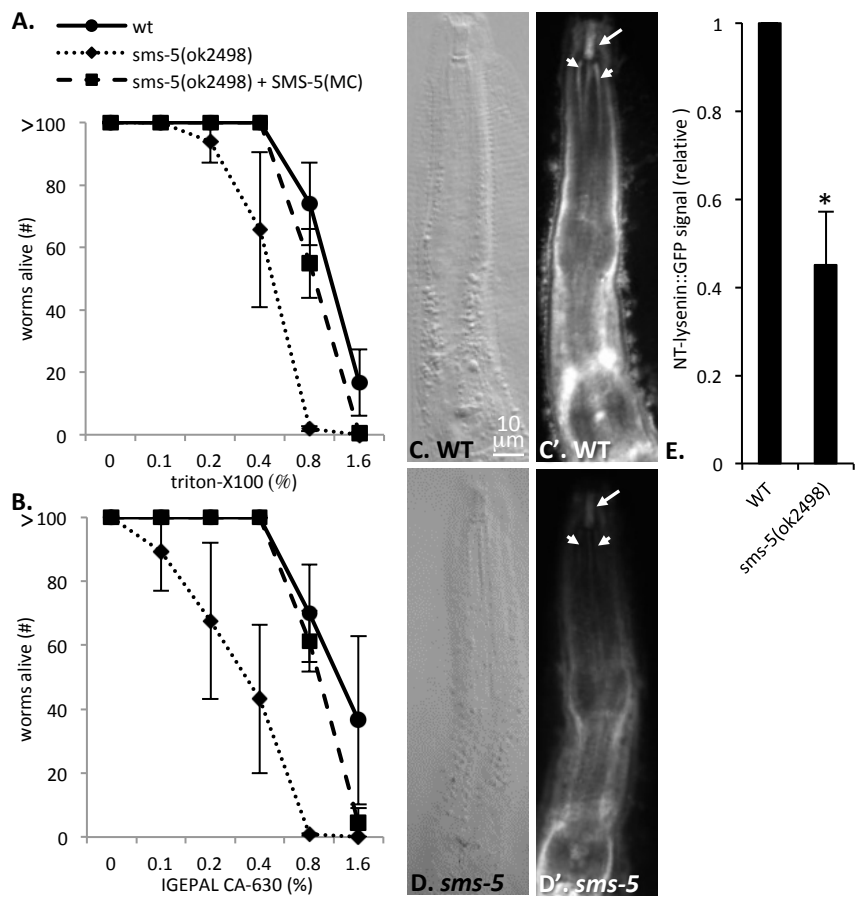 A.
wt
sms-5(ok2498)
sms-5(ok2498) + SMS-5(MC)
>100
80
60
40
20
0
worms alive (#)
0 0.1 0.2 0.4 0.8 1.6
triton-X100 (%)
B.
>100
80
60
40
20
0
worms alive (#)
0 0.1 0.2 0.4 0.8 1.6
IGEPAL CA-630 (%)
10
µm
C. WT
C’. WT
D. sms-5
D’. sms-5
E.
1
0.8
0.6
0.4
0.2
0
NT-lysenin::GFP signal (relative)
*
WT
sms-5(ok2498)